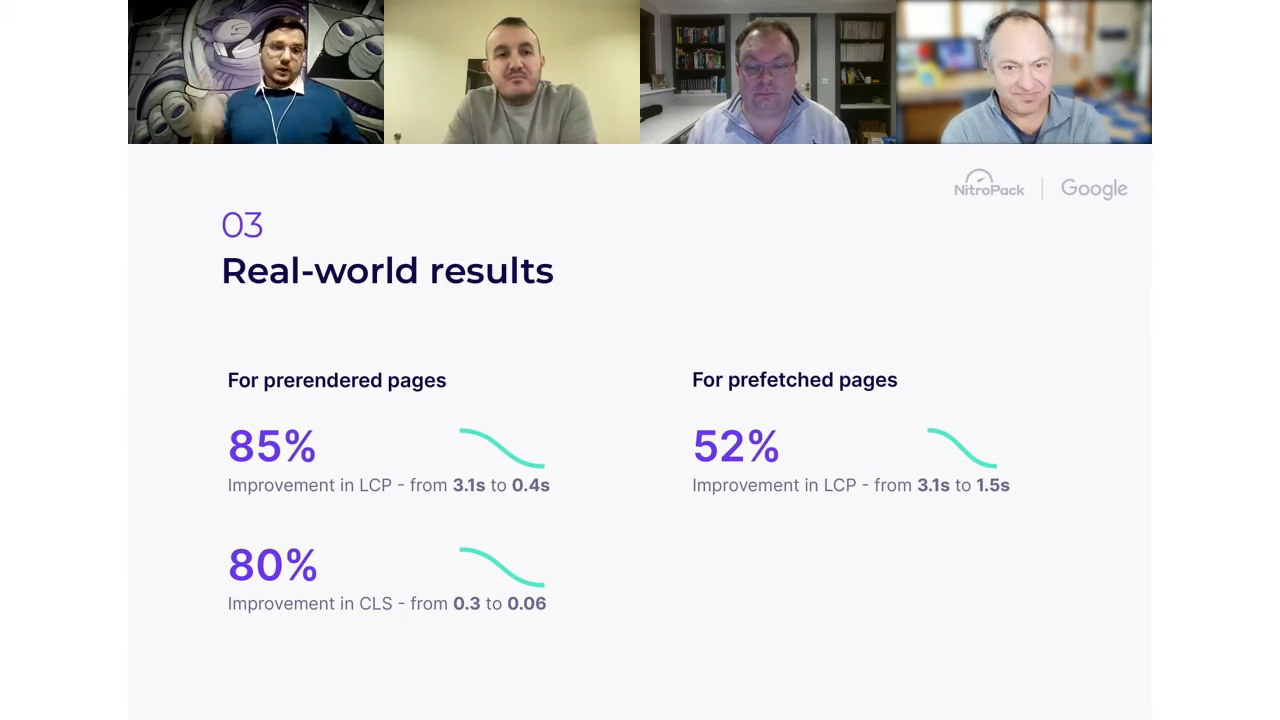 NitroPack
Google
03
Real-world results
For prerendered pages
85%
Improvement in LCP - from 3.1s to 0.4s
80%
Improvement in CLS - from 0.3 to 0.06
For prefetched pages
52%
Improvement in LCP - from 3.1s to 1.5s